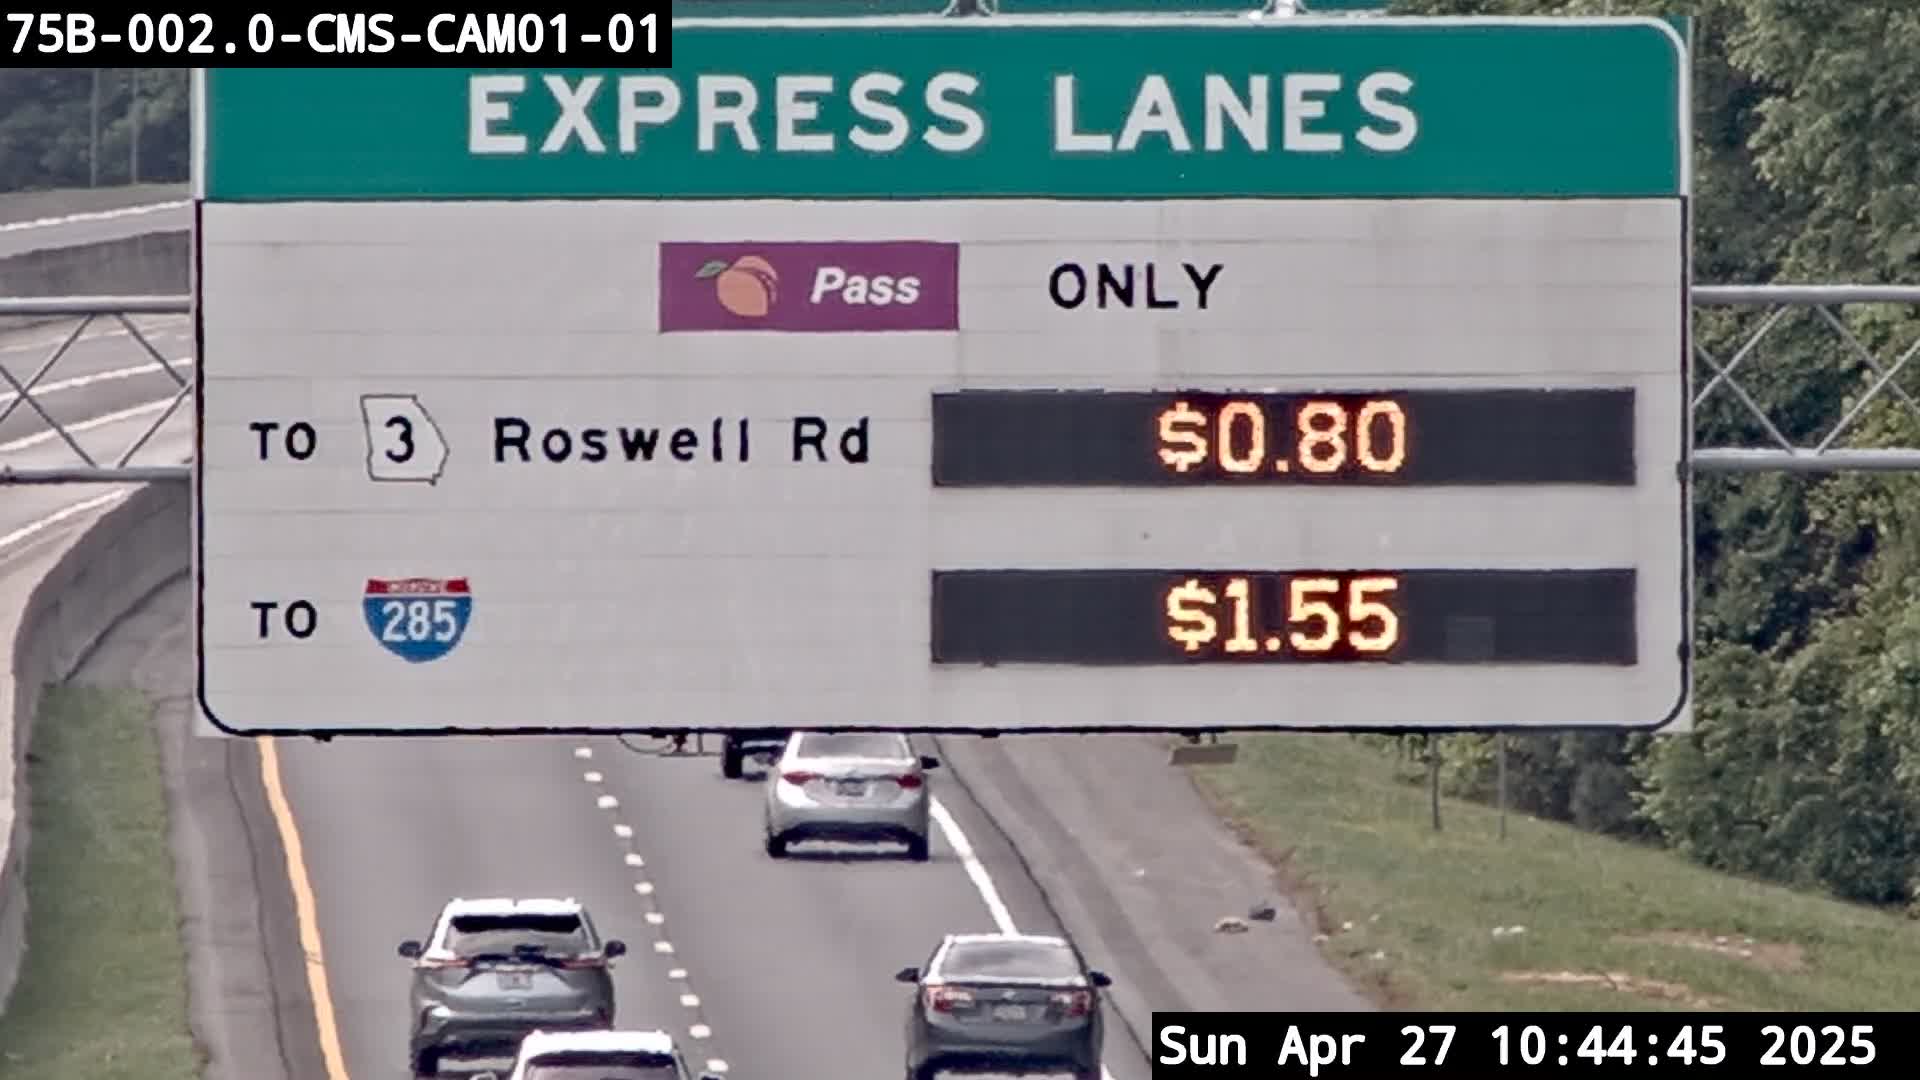 75B-002.0-CMS-CAM01-01
EXPRESS LANES
Pass ONLY
TO 3 Roswell Rd $0.80
TO 285 $1.55
Sun Apr 27 10:44:45 2025